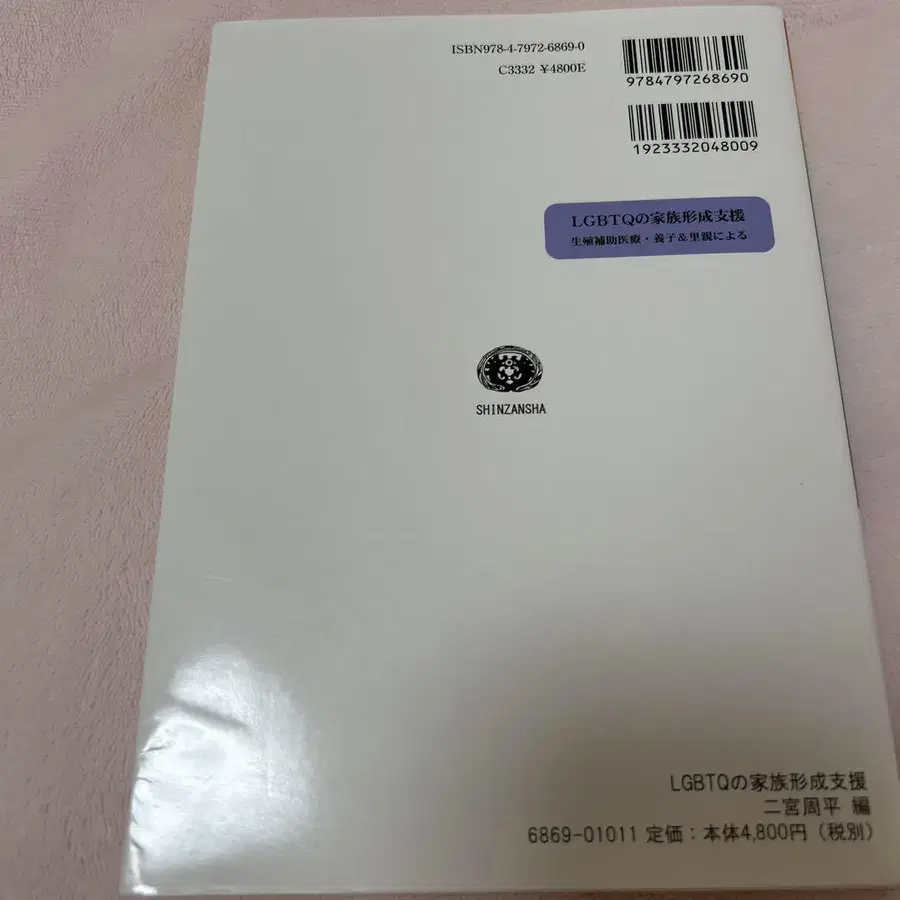 ISBN978-4-7972-6869-0
C3332 ¥4800E
9784797268690
1923332048009
LGBTQの家族形成支援
生殖補助医療・養子&里親による
SHINZANSHA
LGBTQの家族形成支援
二宮周平 編
6869-01011 定価：本体4,800円（税別）